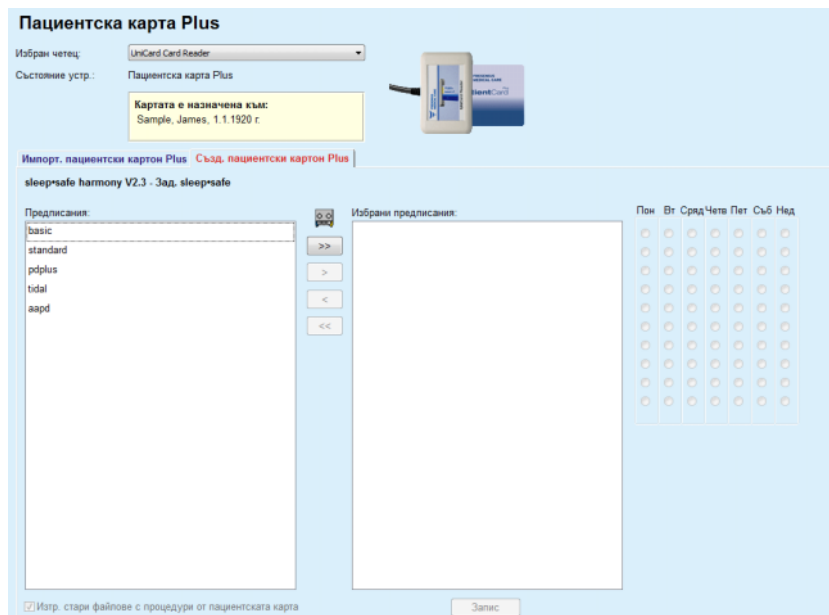 Пациентска карта Plus
Избран четец:
UniCard Card Reader
Състояние устр.:
Пациентска карта Plus
Картата е назначена към:
Sample, James, 1.1.1920 г.
Импорт. пациентски картон Plus
Създ. пациентски картон Plus
sleep•safe harmony V2.3 - Зад. sleep•safe
Предписания:
Избрани предписания:
Пон Вт Сряд Четв Пет Съб Нед
basic
standard
pdplus
tidal
aapd
>>
>
<
<<
Изтр. стари файлове с процедури от пациентската карта
Запис